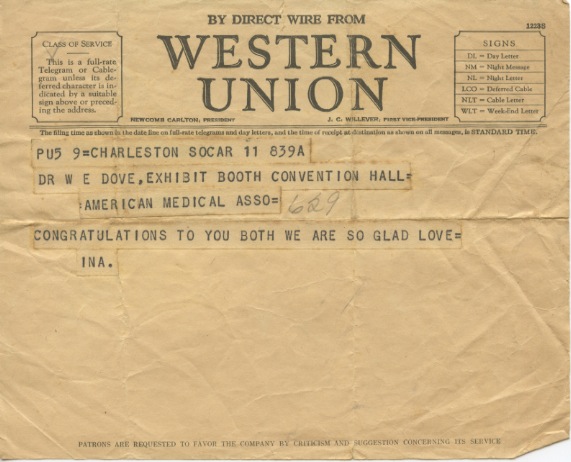 BY DIRECT WIRE FROM
1225S
CLASS OF SERVICE
This is a full-rate
Telegram or Cable-
gram unless its de-
ferred character is in-
dicated by a suitable
sign above or preced-
ing the address.
WESTERN
UNION
NEWCOMB CARLTON, PRESIDENT
J. C. WILLEVER, FIRST VICE-PRESIDENT
SIGNS
DL = Day Letter
NM = Night Message
NL = Night Letter
LCO = Deferred Cable
NLT = Cable Letter
WLT = Week-End Letter
The filing time as shown in the date line on full-rate telegrams and day letters, and the time of receipt at destination as shown on all messages, is STANDARD TIME.
PU5 9=CHARLESTON SOCAR 11 839A
DR W E DOVE,EXHIBIT BOOTH CONVENTION HALL=
:AMERICAN MEDICAL ASSO= 629
CONGRATULATIONS TO YOU BOTH WE ARE SO GLAD LOVE=
INA.
PATRONS ARE REQUESTED TO FAVOR THE COMPANY BY CRITICISM AND SUGGESTION CONCERNING ITS SERVICE